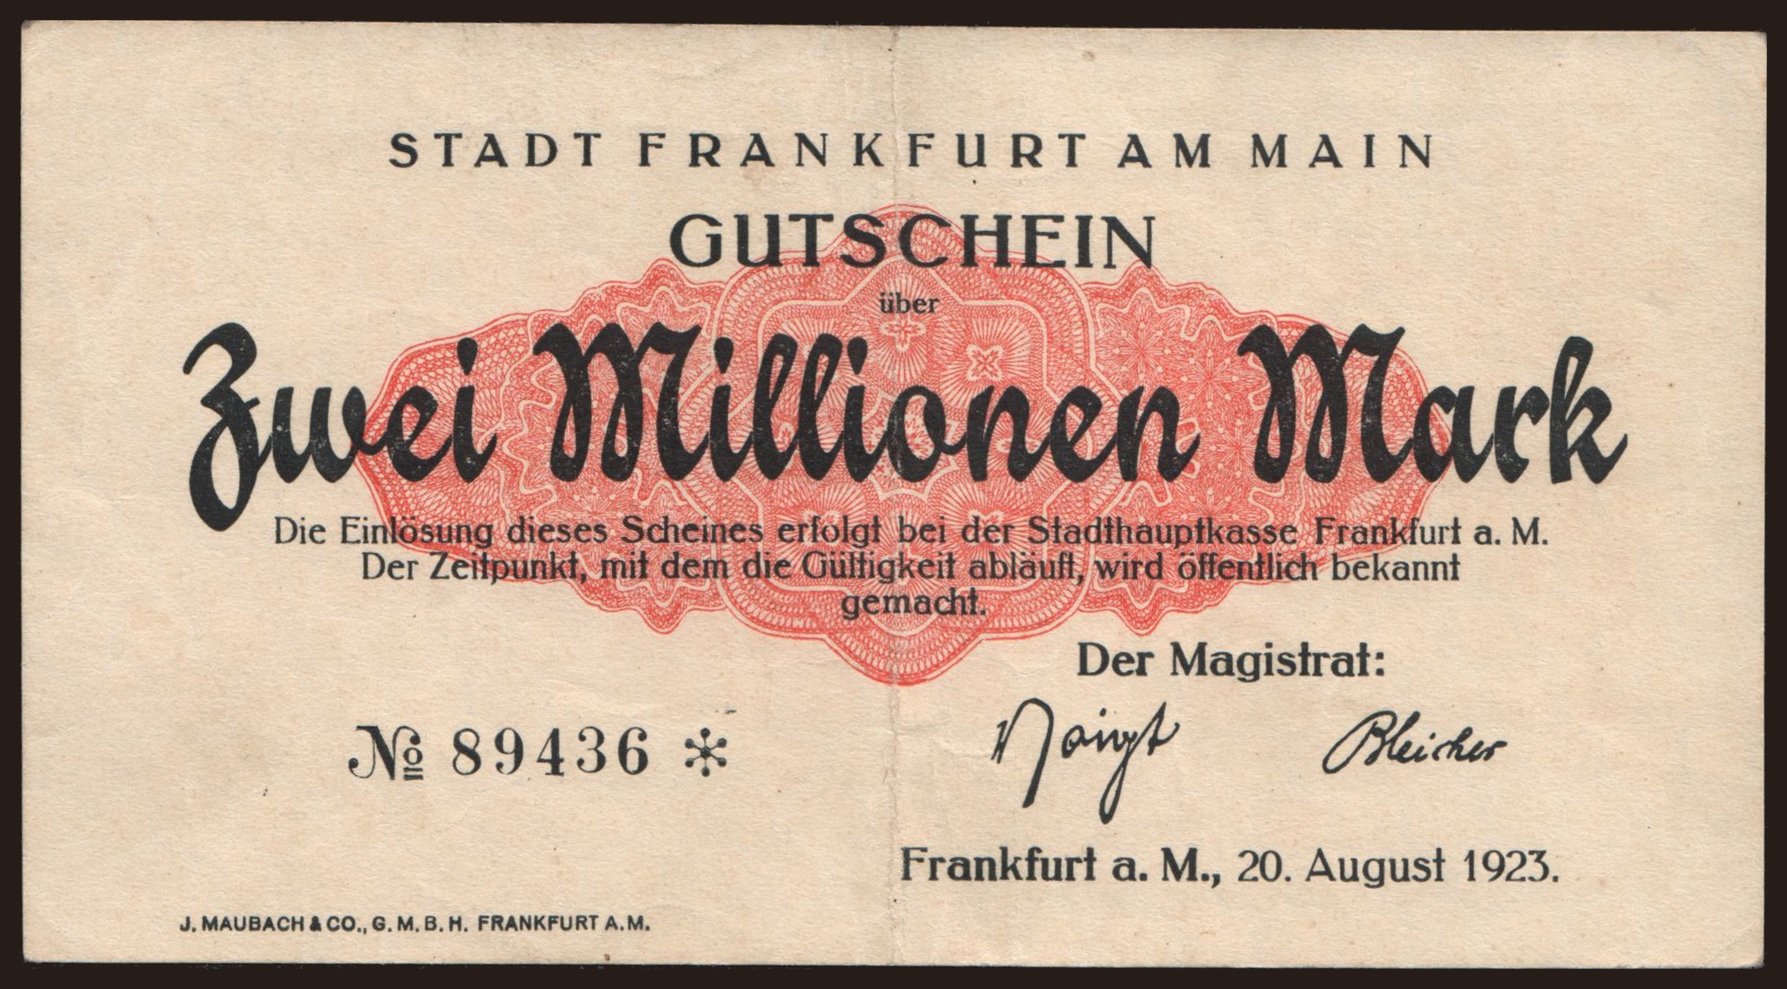 STADT FRANKFURT AM MAIN
GUTSCHEIN
über
Zwei Millionen Mark
Die Einlösung dieses Scheines erfolgt bei der Stadthauptkasse Frankfurt a. M.
Der Zeitpunkt, mit dem die Gültigkeit abläuft, wird öffentlich bekannt
gemacht.
Der Magistrat:
Voigt Bleicher
№ 89436 *
Frankfurt a. M., 20. August 1923.
J. MAUBACH & CO., G. M. B. H. FRANKFURT A. M.